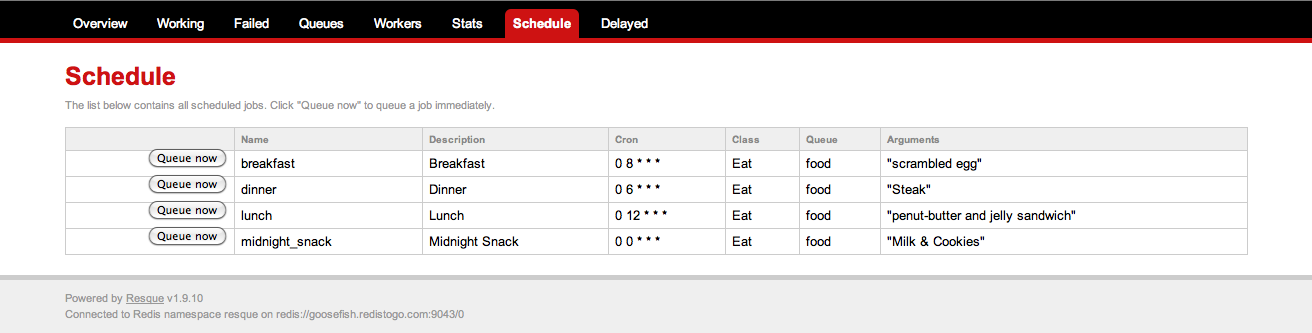 Overview Working Failed Queues Workers Stats Schedule Delayed
Schedule
The list below contains all scheduled jobs. Click "Queue now" to queue a job immediately.
Name Description Cron Class Queue Arguments
Queue now breakfast Breakfast 0 8 * * * Eat food "scrambled egg"
Queue now dinner Dinner 0 6 * * * Eat food "Steak"
Queue now lunch Lunch 0 12 * * * Eat food "penut-butter and jelly sandwich"
Queue now midnight_snack Midnight Snack 0 0 * * * Eat food "Milk & Cookies"
Powered by Resque v1.9.10
Connected to Redis namespace resque on redis://goosefish.redistogo.com:9043/0